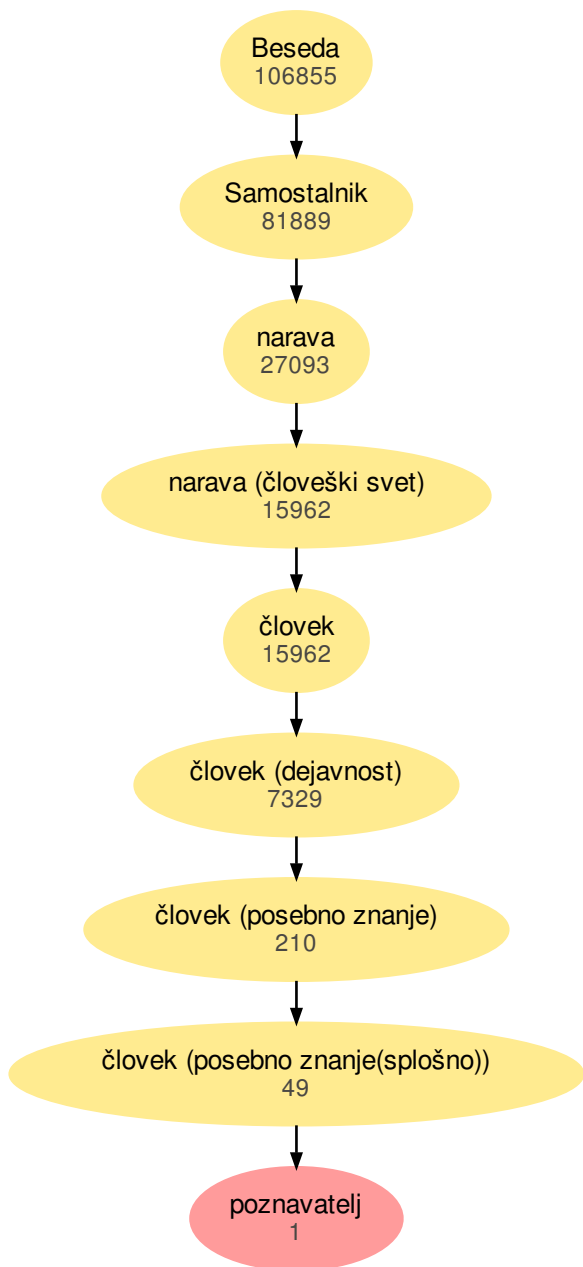 Beseda
106855
Samostalnik
81889
narava
27093
narava (človeški svet)
15962
človek
15962
človek (dejavnost)
7329
človek (posebno znanje)
210
človek (posebno znanje(splošno))
49
poznavatelj
1